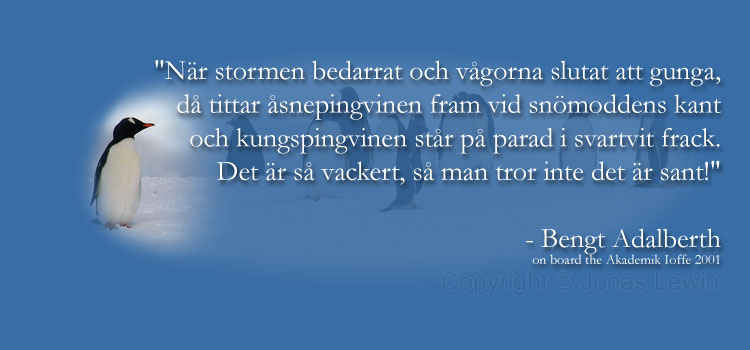 "När stormen bedarrat och vågorna slutat att gunga,
då tittar åsnepingvinen fram vid snömoddens kant
och kungspingvinen står på parad i svartvit frack.
Det är så vackert, så man tror inte det är sant!"
- Bengt Adalberth
on board the Akademik Ioffe 2001
Copyright © Jonas Lewin